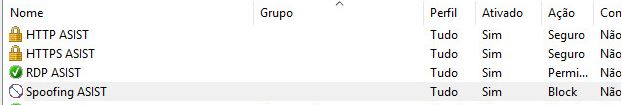 Nome Grupo Perfil Ativado Ação Con
HTTP ASIST Tudo Sim Seguro Não
HTTPS ASIST Tudo Sim Seguro Não
RDP ASIST Tudo Sim Permi... Não
Spoofing ASIST Tudo Sim Block Não